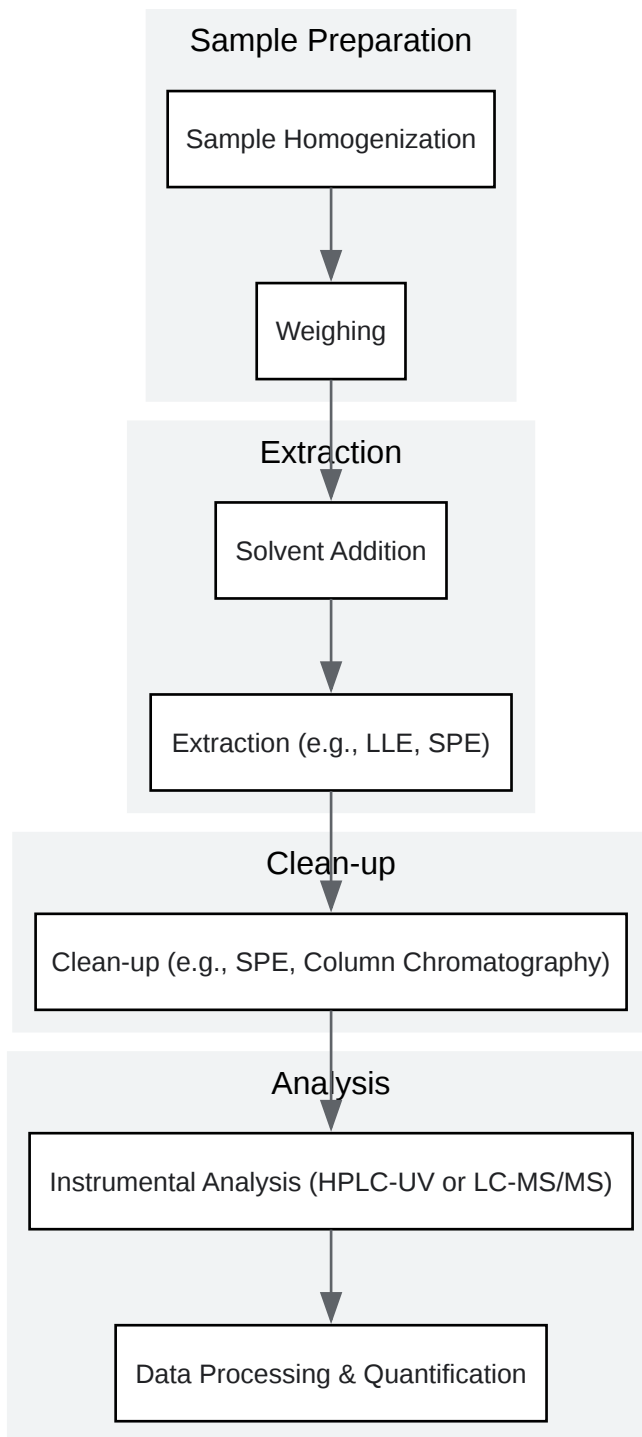 Sample Preparation
Sample Homogenization
Weighing
Extraction
Solvent Addition
Extraction (e.g., LLE, SPE)
Clean-up
Clean-up (e.g., SPE, Column Chromatography)
Analysis
Instrumental Analysis (HPLC-UV or LC-MS/MS)
Data Processing & Quantification